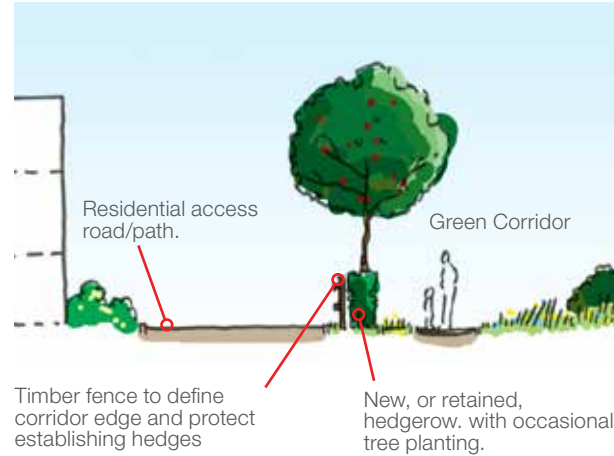 Residential access
road/path.
Green Corridor
Timber fence to define
corridor edge and protect
establishing hedges
New, or retained,
hedgerow. with occasional
tree planting.